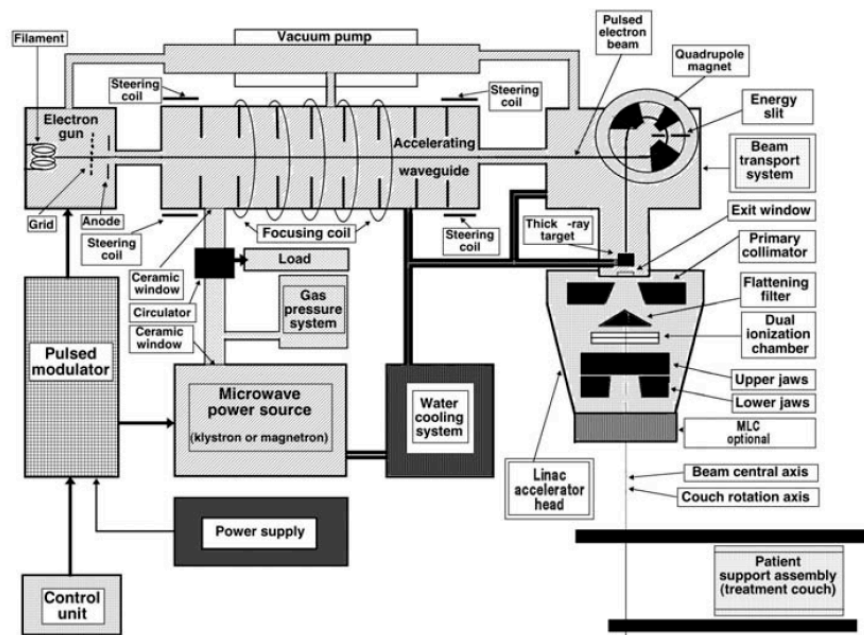 Filament
Vacuum pump
Pulsed
electron
beam
Quadrupole
magnet
Steering
coil
Steering
coil
Energy
slit
Electron
gun
Accelerating
waveguide
Beam
transport
system
Grid
Anode
Steering
coil
Focusing coil
Steering
coil
Thick -ray
target
Exit window
Primary
collimator
Ceramic
window
Load
Circulator
Gas
pressure
system
Flattening
filter
Ceramic
window
Dual
ionization
chamber
Pulsed
modulator
Microwave
power source
(klystron or magnetron)
Water
cooling
system
Upper jaws
Lower jaws
MLC
optional
Linac
accelerator
head
Beam central axis
Couch rotation axis
Power supply
Control
unit
Patient
support assembly
(treatment couch)